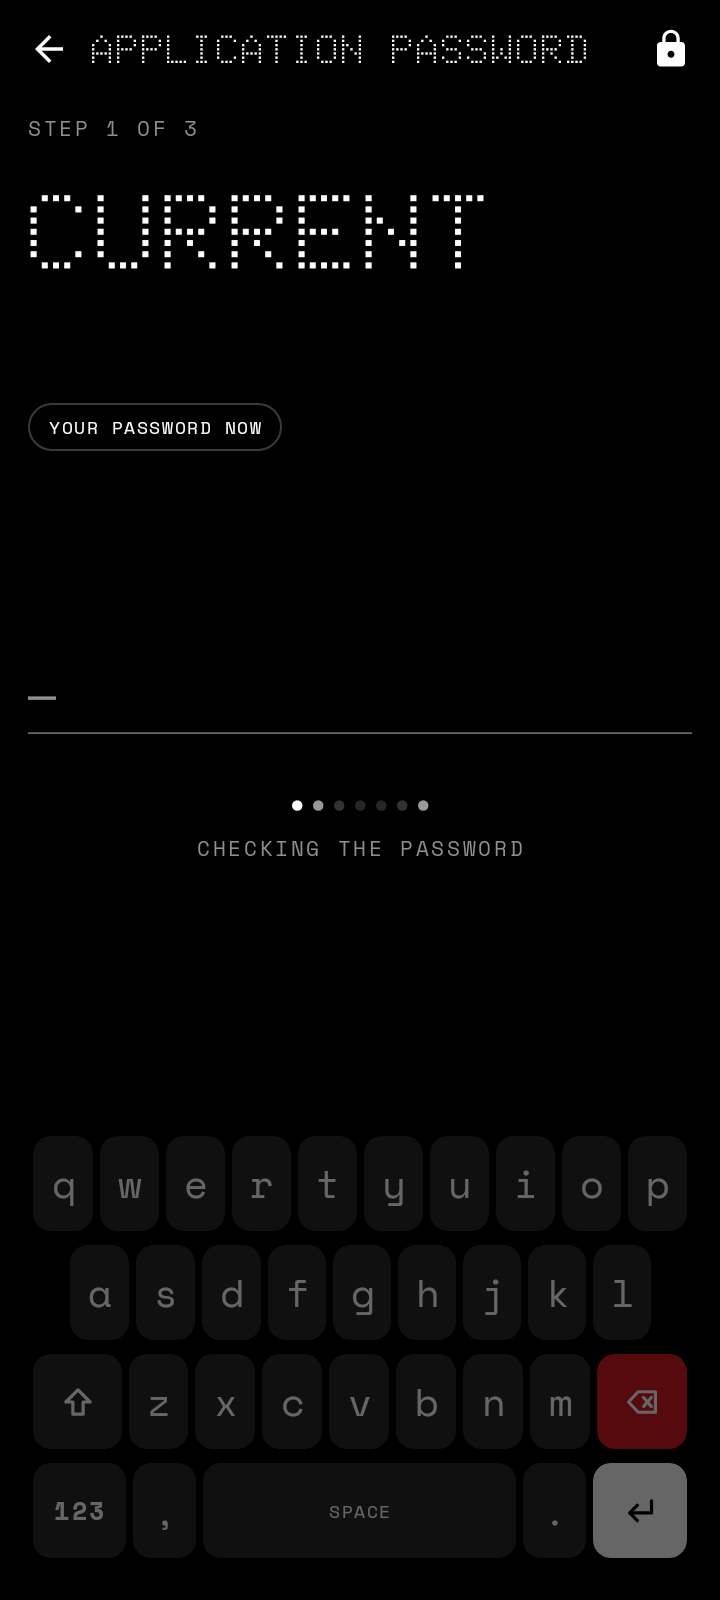 APPLICATION PASSWORD
STEP 1 OF 3
CURRENT
YOUR PASSWORD NOW
CHECKING THE PASSWORD
q w e r t y u i o p
a s d f g h j k l
z x c v b n m
123 , SPACE .